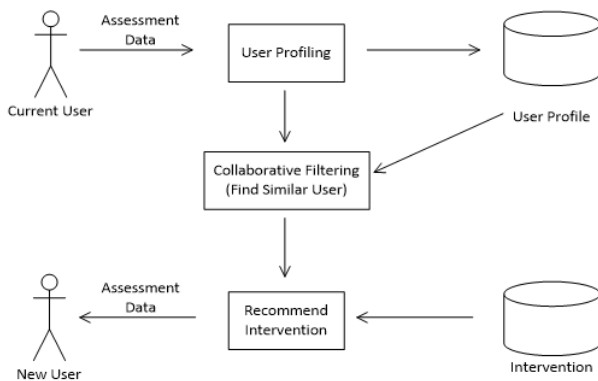 Assessment
Data
User Profiling
Current User
User Profile
Collaborative Filtering
(Find Similar User)
Assessment
Data
Recommend
Intervention
New User
Intervention